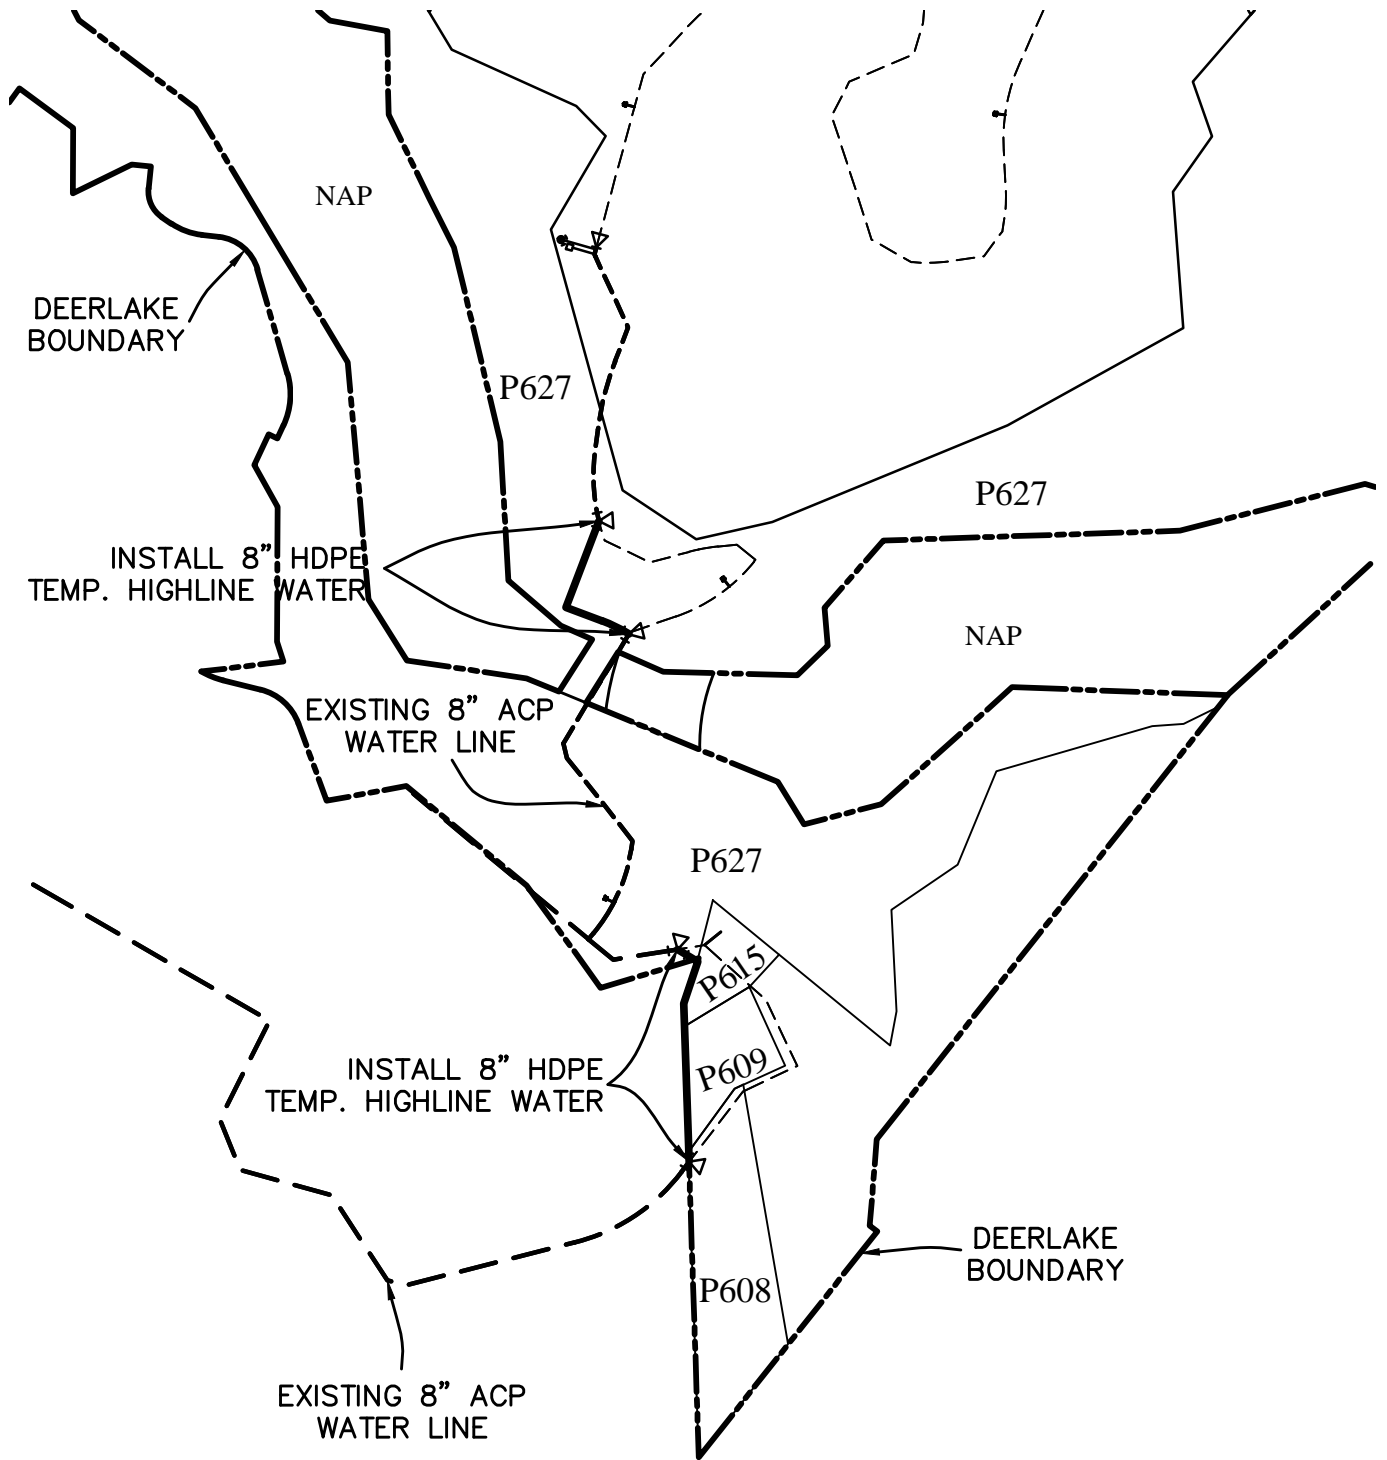 NAP
DEERLAKE
BOUNDARY
P627
P627
INSTALL 8” HDPE
TEMP. HIGHLINE WATER
NAP
EXISTING 8” ACP
WATER LINE
P627
P615
INSTALL 8” HDPE
TEMP. HIGHLINE WATER
P609
DEERLAKE
BOUNDARY
P608
EXISTING 8” ACP
WATER LINE